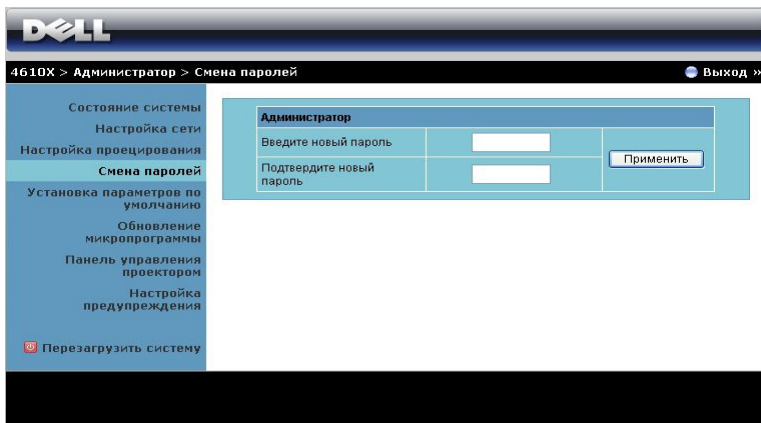 DELL
4610X > Администратор > Смена паролей
Выход »
Состояние системы
Настройка сети
Настройка проецирования
Смена паролей
Установка параметров по
умолчанию
Обновление
микропрограммы
Панель управления
проектором
Настройка
предупреждения
Перезагрузить систему
Администратор
Введите новый пароль
Подтвердите новый
пароль
Применить